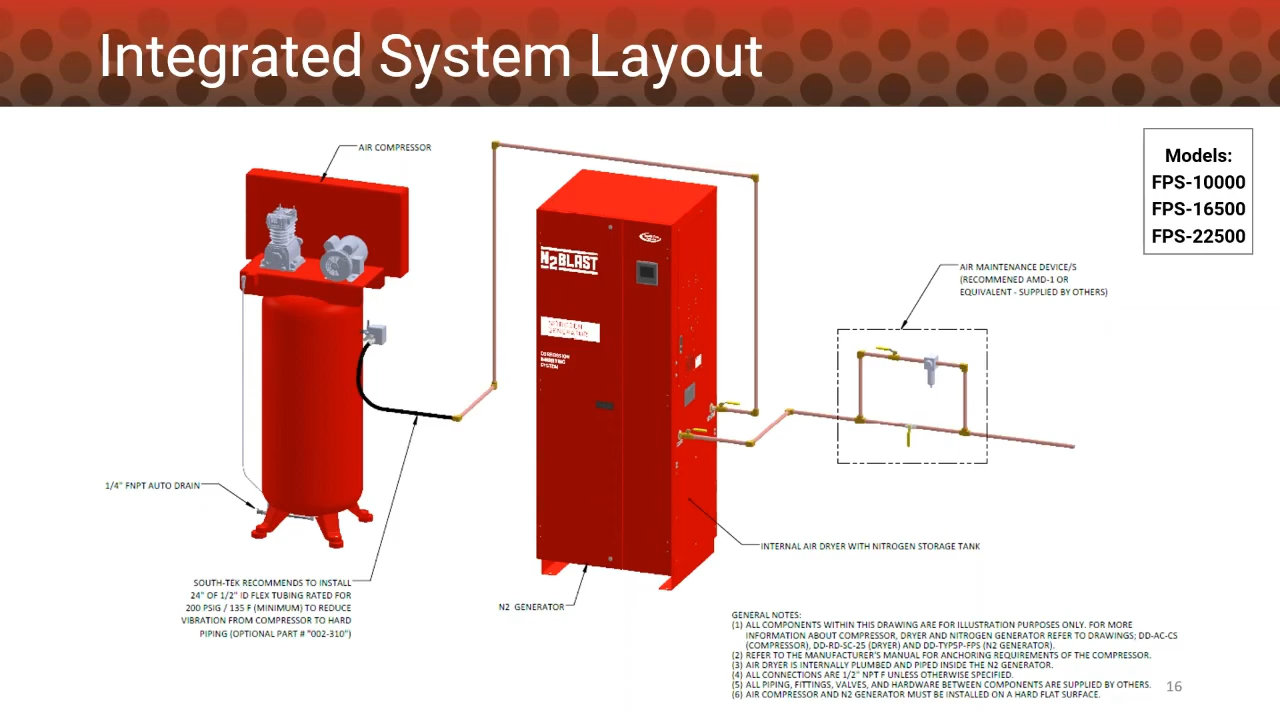 Integrated System Layout
Models:
FPS-10000
FPS-16500
FPS-22500
AIR COMPRESSOR
N2BLAST
NITROGEN
GENERATOR
CORROSION
INHIBITING
SYSTEM
AIR MAINTENANCE DEVICE/S
(RECOMMENED AMD-1 OR
EQUIVALENT - SUPPLIED BY OTHERS)
1/4" FNPT AUTO DRAIN
INTERNAL AIR DRYER WITH NITROGEN STORAGE TANK
SOUTH-TEK RECOMMENDS TO INSTALL
24" OF 1/2" ID FLEX TUBING RATED FOR
200 PSIG / 135 F (MINIMUM) TO REDUCE
VIBRATION FROM COMPRESSOR TO HARD
PIPING (OPTIONAL PART # "002-310")
N2 GENERATOR
GENERAL NOTES:
(1) ALL COMPONENTS WITHIN THIS DRAWING ARE FOR ILLUSTRATION PURPOSES ONLY. FOR MORE
INFORMATION ABOUT COMPRESSOR, DRYER AND NITROGEN GENERATOR REFER TO DRAWINGS; DD-AC-CS
(COMPRESSOR), DD-RD-SC-25 (DRYER) AND DD-TYP5P-FPS (N2 GENERATOR).
(2) REFER TO THE MANUFACTURER'S MANUAL FOR ANCHORING REQUIREMENTS OF THE COMPRESSOR.
(3) AIR DRYER IS INTERNALLY PLUMBED AND PIPED INSIDE THE N2 GENERATOR.
(4) ALL CONNECTIONS ARE 1/2" NPT F UNLESS OTHERWISE SPECIFIED.
(5) ALL PIPING, FITTINGS, VALVES, AND HARDWARE BETWEEN COMPONENTS ARE SUPPLIED BY OTHERS.
(6) AIR COMPRESSOR AND N2 GENERATOR MUST BE INSTALLED ON A HARD FLAT SURFACE.
16